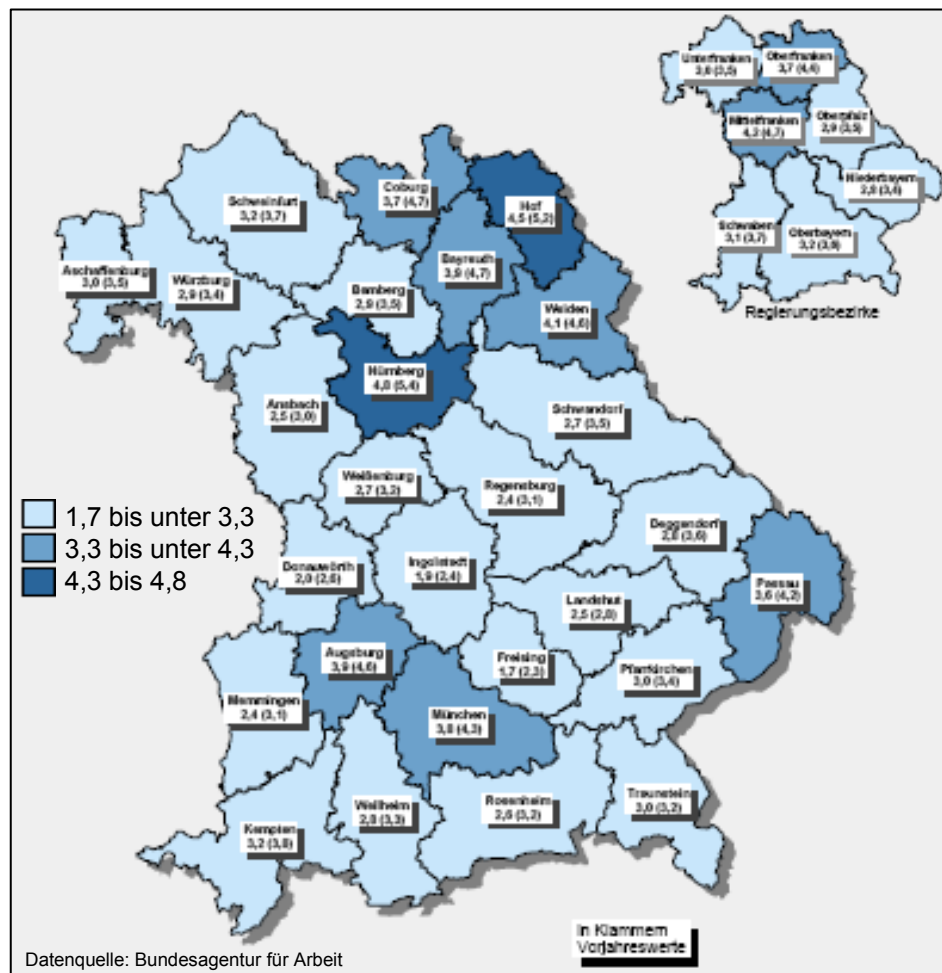 Unterfranken
3,0 (3,5)
Oberfranken
3,7 (4,4)
Mittelfranken
4,2 (4,7)
Oberpfalz
2,9 (3,5)
Niederbayern
2,8 (3,4)
Schwaben
3,1 (3,7)
Oberbayern
3,2 (3,8)
Regierungsbezirke
Coburg
3,7 (4,7)
Hof
4,5 (5,2)
Schweinfurt
3,2 (3,7)
Bayreuth
3,9 (4,7)
Aschaffenburg
3,0 (3,5)
Würzburg
2,9 (3,4)
Bamberg
2,9 (3,5)
Weiden
4,1 (4,6)
Nürnberg
4,8 (5,4)
Ansbach
2,5 (3,0)
Schwandorf
2,7 (3,5)
Weißenburg
2,7 (3,2)
Regensburg
2,4 (3,1)
1,7 bis unter 3,3
3,3 bis unter 4,3
4,3 bis 4,8
Deggendorf
(3,6)
Donauwörth
2,0 (2,6)
Ingolstadt
1,9 (2,4)
Passau
3,6 (4,2)
Landshut
2,5
Augsburg
3,9 (4,6)
Freising
1,7 (2,3)
Pfarrkirchen
3,0 (3,4)
Memmingen
2,4 (3,1)
München
3,8 (4,3)
Weilheim
(3,3)
Rosenheim
2,6 (3,2)
Traunstein
3,0 (3,2)
Kempten
3,2 (3,8)
In Klammern
Vorjahreswerte
Datenquelle: Bundesagentur für Arbeit